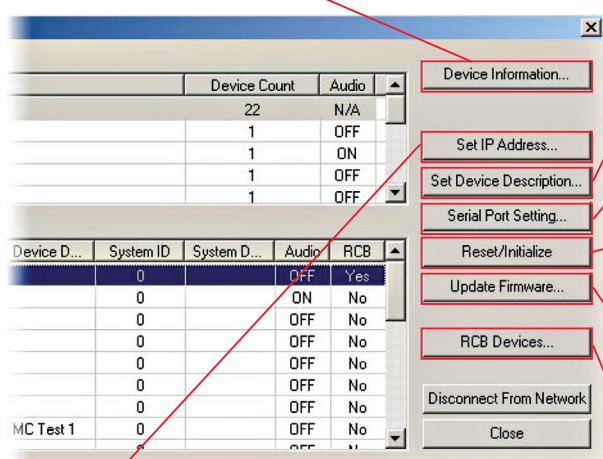 Device Count Audio
22 N/A
1 OFF
1 ON
1 OFF
1 OFF
Device D... System ID System D... Audio RCB
0 OFF Yes
0 ON No
0 OFF No
0 OFF No
0 OFF No
0 OFF No
0 OFF No
MC Test 1 0 OFF No
Device Information...
Set IP Address...
Set Device Description...
Serial Port Setting...
Reset/Initialize
Update Firmware...
RCB Devices...
Disconnect From Network
Close